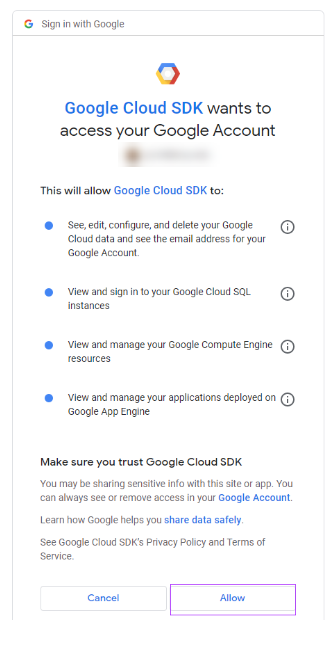 Sign in with Google
Google Cloud SDK wants to
access your Google Account
This will allow Google Cloud SDK to:
See, edit, configure, and delete your Google
Cloud data and see the email address for your
Google Account.
View and sign in to your Google Cloud SQL
instances
View and manage your Google Compute Engine
resources
View and manage your applications deployed on
Google App Engine
Make sure you trust Google Cloud SDK
You may be sharing sensitive info with this site or app. You
can always see or remove access in your Google Account.
Learn how Google helps you share data safely.
See Google Cloud SDK's Privacy Policy and Terms of
Service.
Cancel Allow